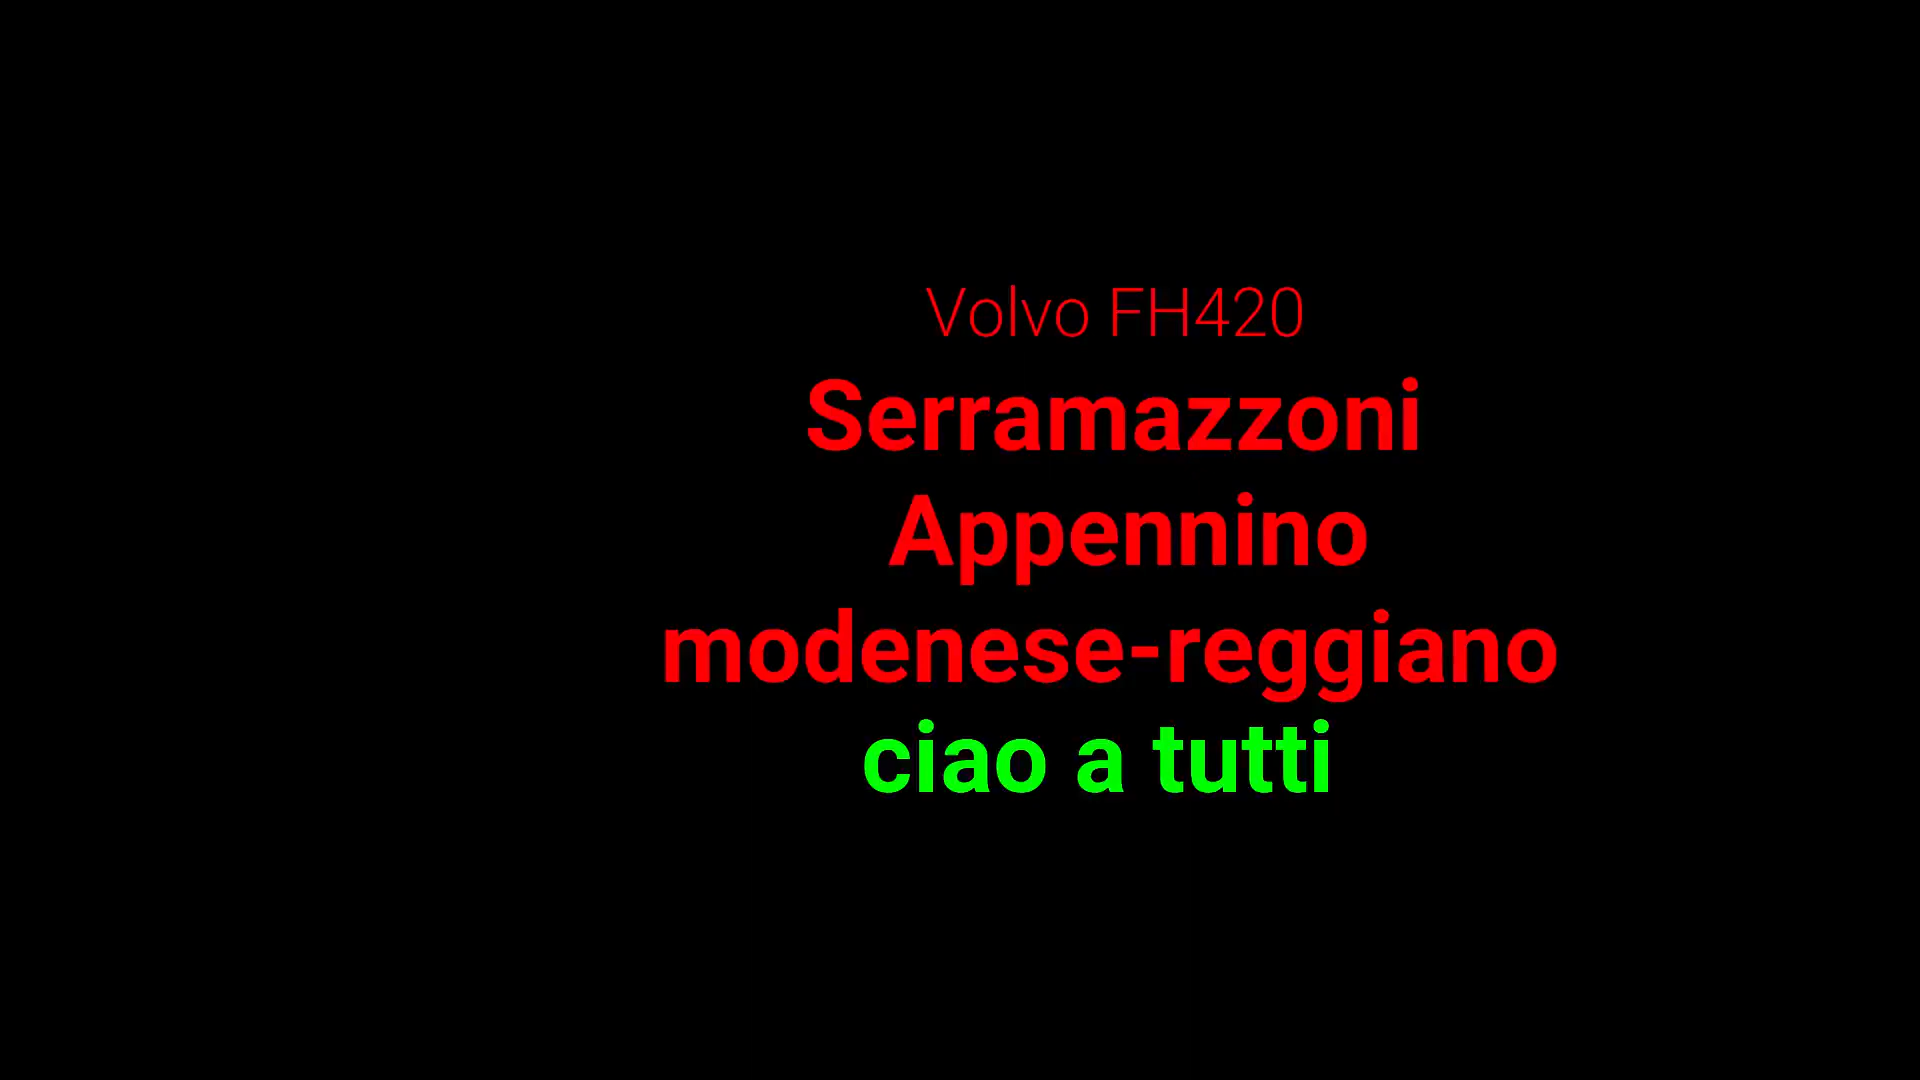 Volvo FH420
Serramazzoni
Appennino
modenese-reggiano
ciao a tutti